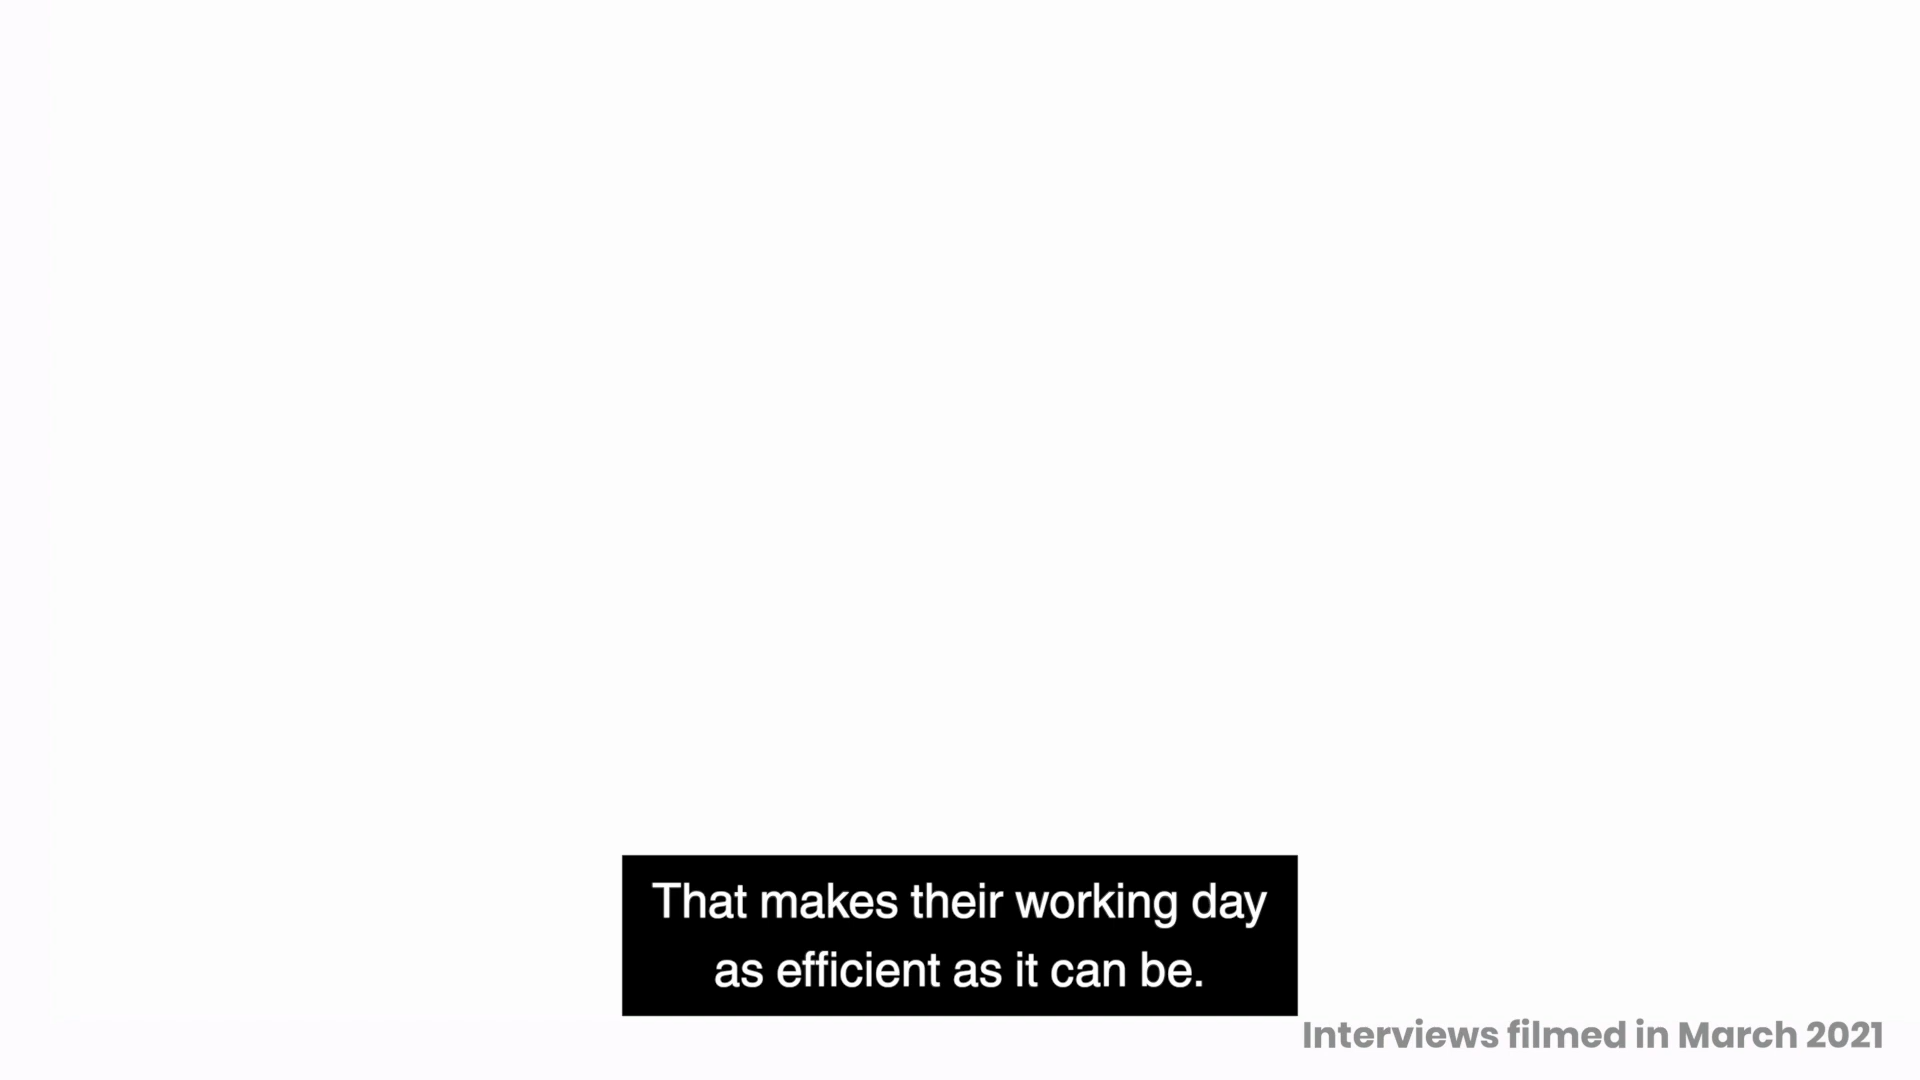 That makes their working day
as efficient as it can be.
Interviews filmed in March 2021